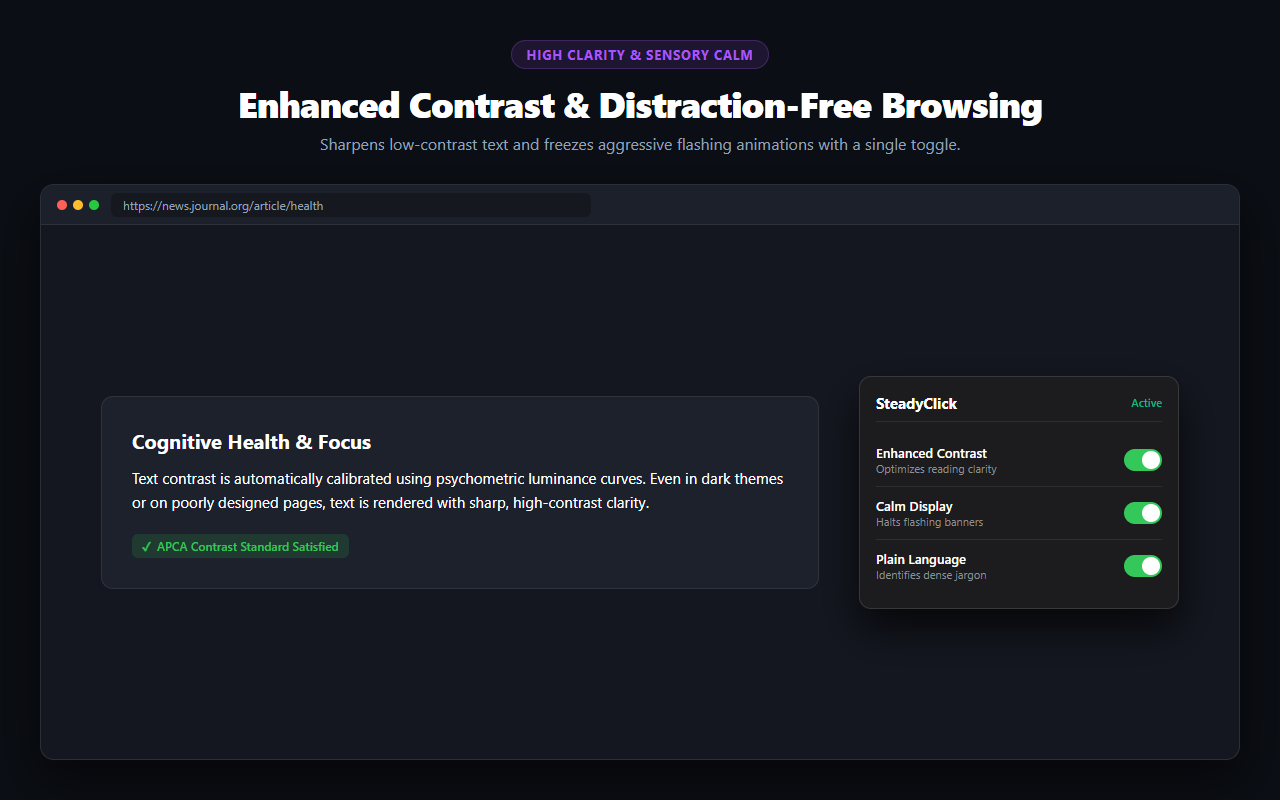 HIGH CLARITY & SENSORY CALM
Enhanced Contrast & Distraction-Free Browsing
Sharpens low-contrast text and freezes aggressive flashing animations with a single toggle.
https://news.journal.org/article/health
Cognitive Health & Focus
Text contrast is automatically calibrated using psychometric luminance curves. Even in dark themes
or on poorly designed pages, text is rendered with sharp, high-contrast clarity.
✓ APCA Contrast Standard Satisfied
SteadyClick
Active
Enhanced Contrast
Optimizes reading clarity
Calm Display
Halts flashing banners
Plain Language
Identifies dense jargon